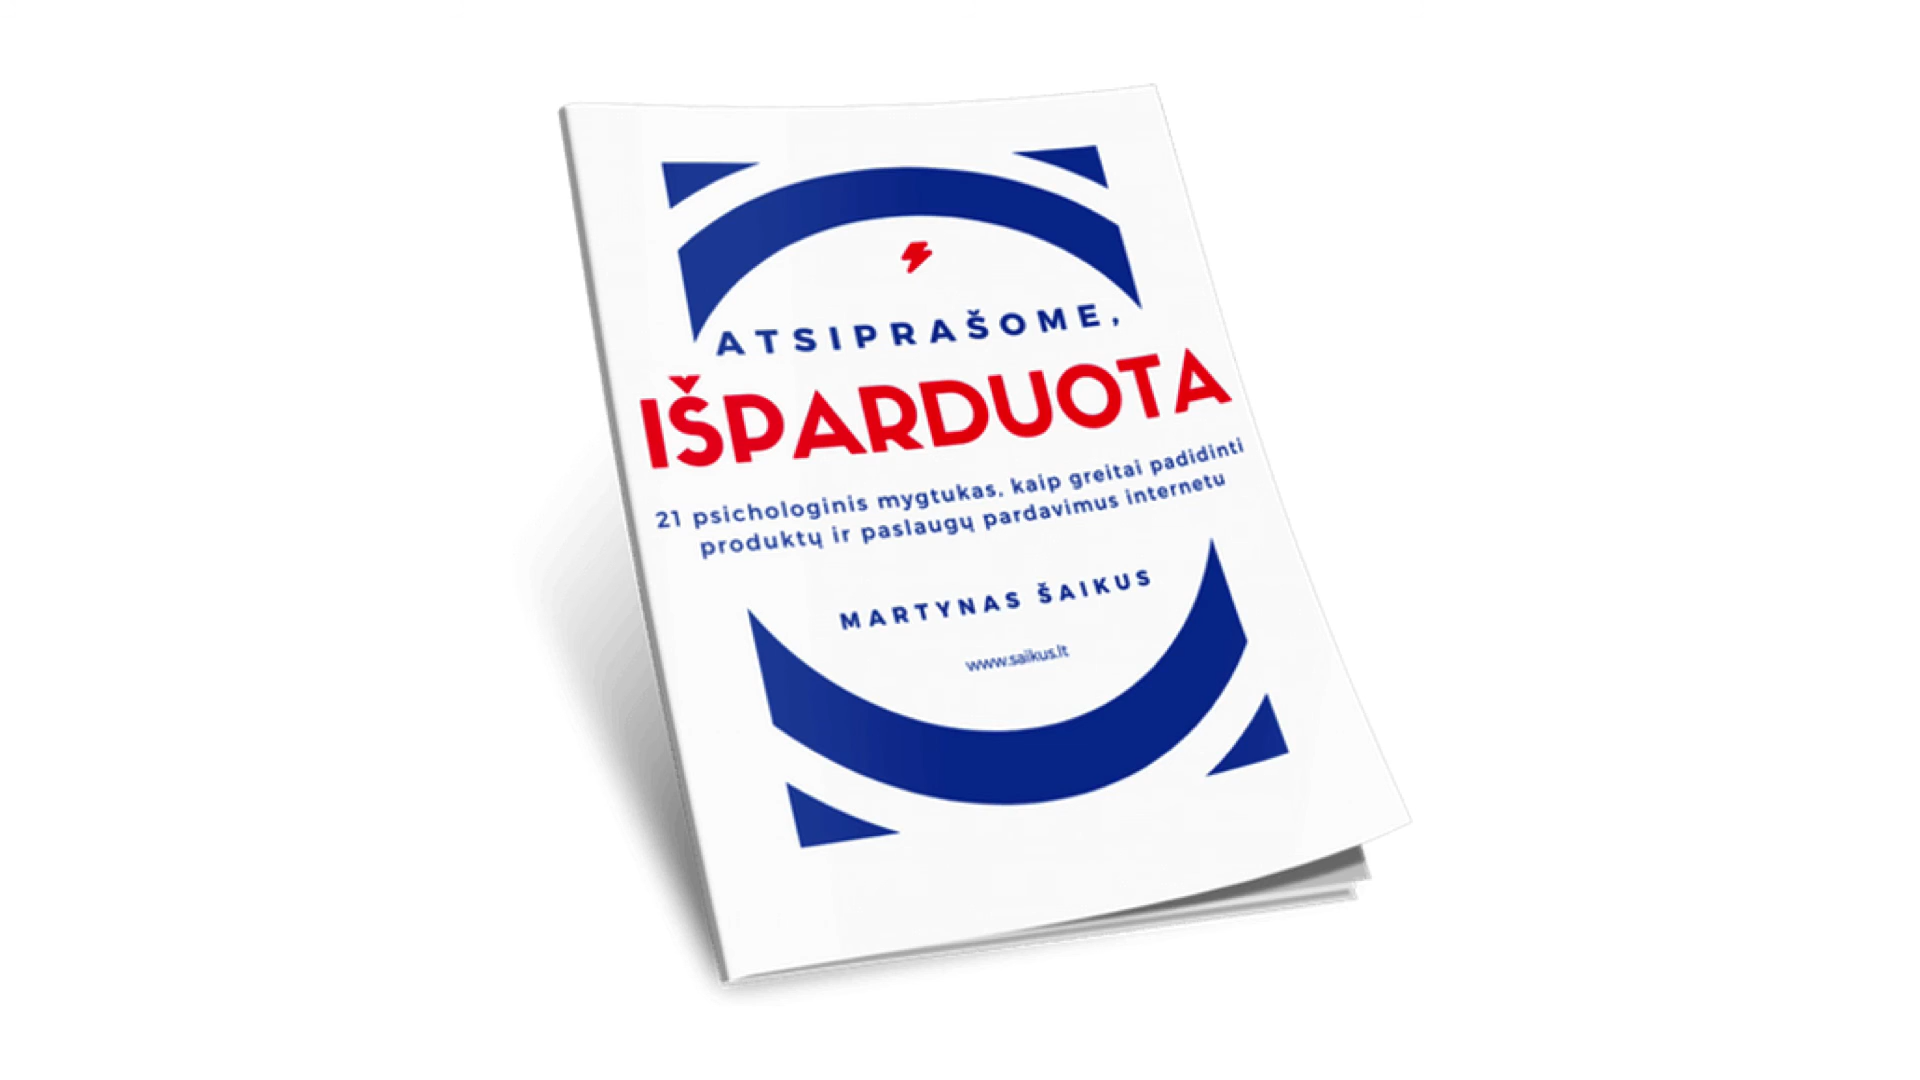 ATSIPRAŠOME,
IŠPARDUOTA
21 psichologinis mygtukas, kaip greitai padidinti
produktų ir paslaugų pardavimus internetu
MARTYNAS ŠAIKUS
www.saikus.lt